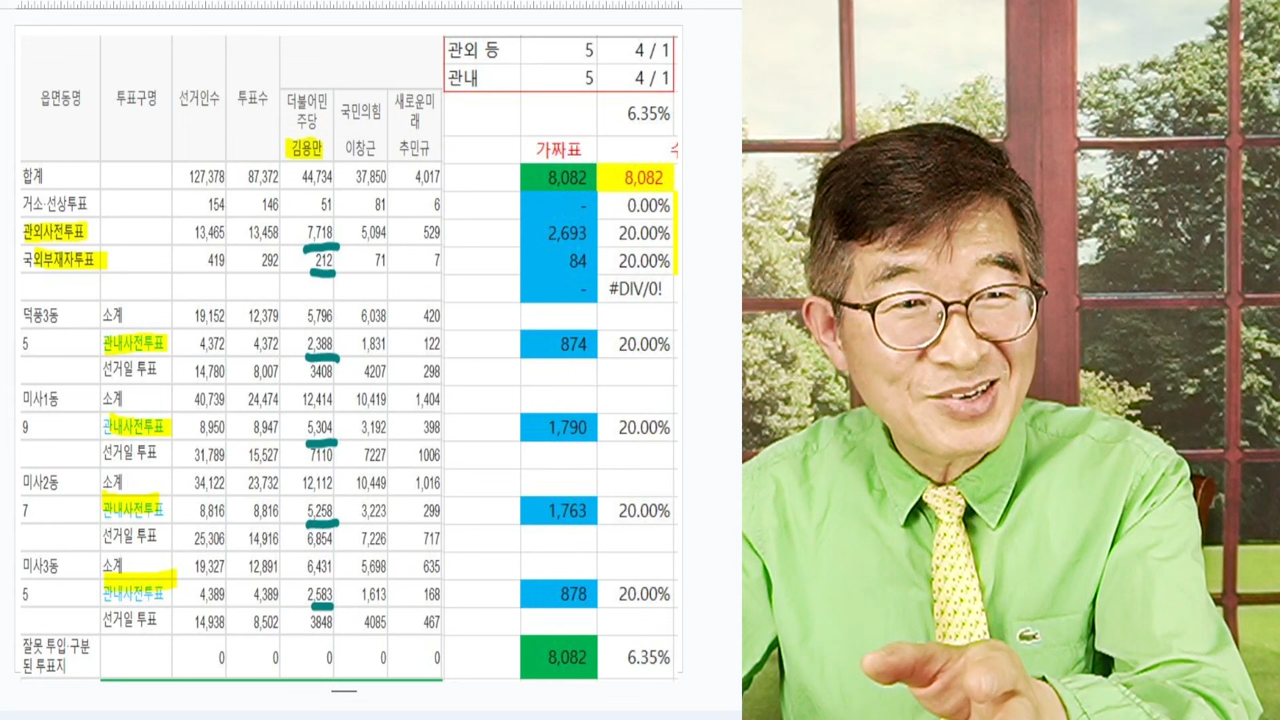 관외 등 5 4 / 1
관내 5 4 / 1
6.35%
읍면동명 투표구명 선거인수 투표수 더불어민주당 국민의힘 새로운미래
김용만 이창근 추민규
가짜표
합계 127,378 87,372 44,734 37,850 4,017 8,082 8,082
거소·선상투표 154 146 51 81 6 - 0.00%
관외사전투표 13,465 13,458 7,718 5,094 529 2,693 20.00%
국외부재자투표 419 292 212 71 7 84 20.00%
- #DIV/0!
덕풍3동 소계 19,152 12,379 5,796 6,038 420
5 관내사전투표 4,372 4,372 2,388 1,831 122 874 20.00%
선거일 투표 14,780 8,007 3408 4207 298
미사1동 소계 40,739 24,474 12,414 10,419 1,404
9 관내사전투표 8,950 8,947 5,304 3,192 398 1,790 20.00%
선거일 투표 31,789 15,527 7110 7227 1006
미사2동 소계 34,122 23,732 12,112 10,449 1,016
7 관내사전투표 8,816 8,816 5,258 3,223 299 1,763 20.00%
선거일 투표 25,306 14,916 6,854 7,226 717
미사3동 소계 19,327 12,891 6,431 5,698 635
5 관내사전투표 4,389 4,389 2,583 1,613 168 878 20.00%
선거일 투표 14,938 8,502 3848 4085 467
잘못 투입·구분된 투표지 0 0 0 0 0 8,082 6.35%